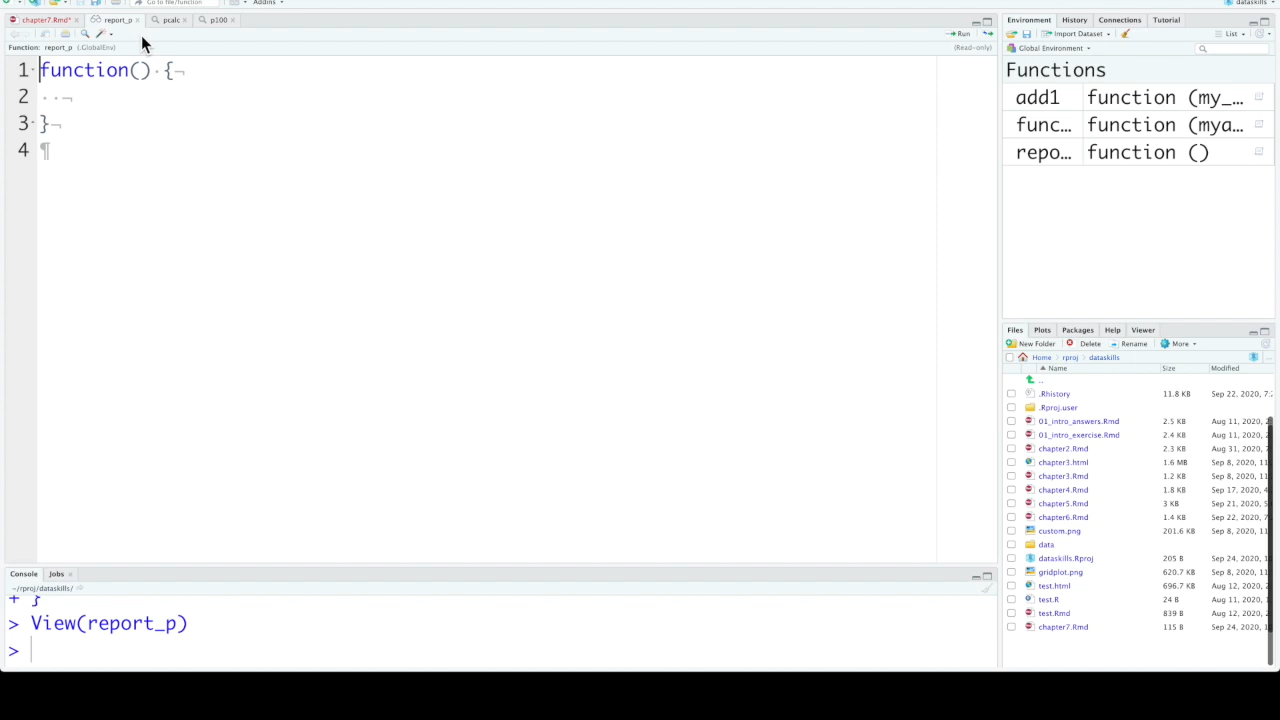 Go to file/function Addins dataskills
chapter7.Rmd* report_p pcalc p100
Run
Function: report_p (.GlobalEnv) (Read-only)
1 function() {
2
3 }
4
Console Jobs
~/rproj/dataskills/
+ }
> View(report_p)
>
Environment History Connections Tutorial
Import Dataset List
Global Environment
Functions
add1 function (my_…
func… function (mya…
repo… function ()
Files Plots Packages Help Viewer
New Folder Delete Rename More
Home rproj dataskills
Name Size Modified
..
.Rhistory 11.8 KB Sep 22, 2020, 7:
.Rproj.user
01_intro_answers.Rmd 2.5 KB Aug 11, 2020,
01_intro_exercise.Rmd 2.4 KB Aug 11, 2020,
chapter2.Rmd 2.3 KB Aug 31, 2020,
chapter3.html 1.6 MB Sep 8, 2020, 11
chapter3.Rmd 1.2 KB Sep 8, 2020, 11
chapter4.Rmd 1.8 KB Sep 17, 2020, 4
chapter5.Rmd 3 KB Sep 21, 2020, 5
chapter6.Rmd 1.4 KB Sep 22, 2020, 7
custom.png 201.6 KB Sep 8, 2020, 11
data
dataskills.Rproj 205 B Sep 24, 2020,
gridplot.png 620.7 KB Sep 8, 2020, 11
test.html 696.7 KB Aug 12, 2020,
test.R 24 B Aug 11, 2020,
test.Rmd 839 B Aug 12, 2020,
chapter7.Rmd 115 B Sep 24, 2020,